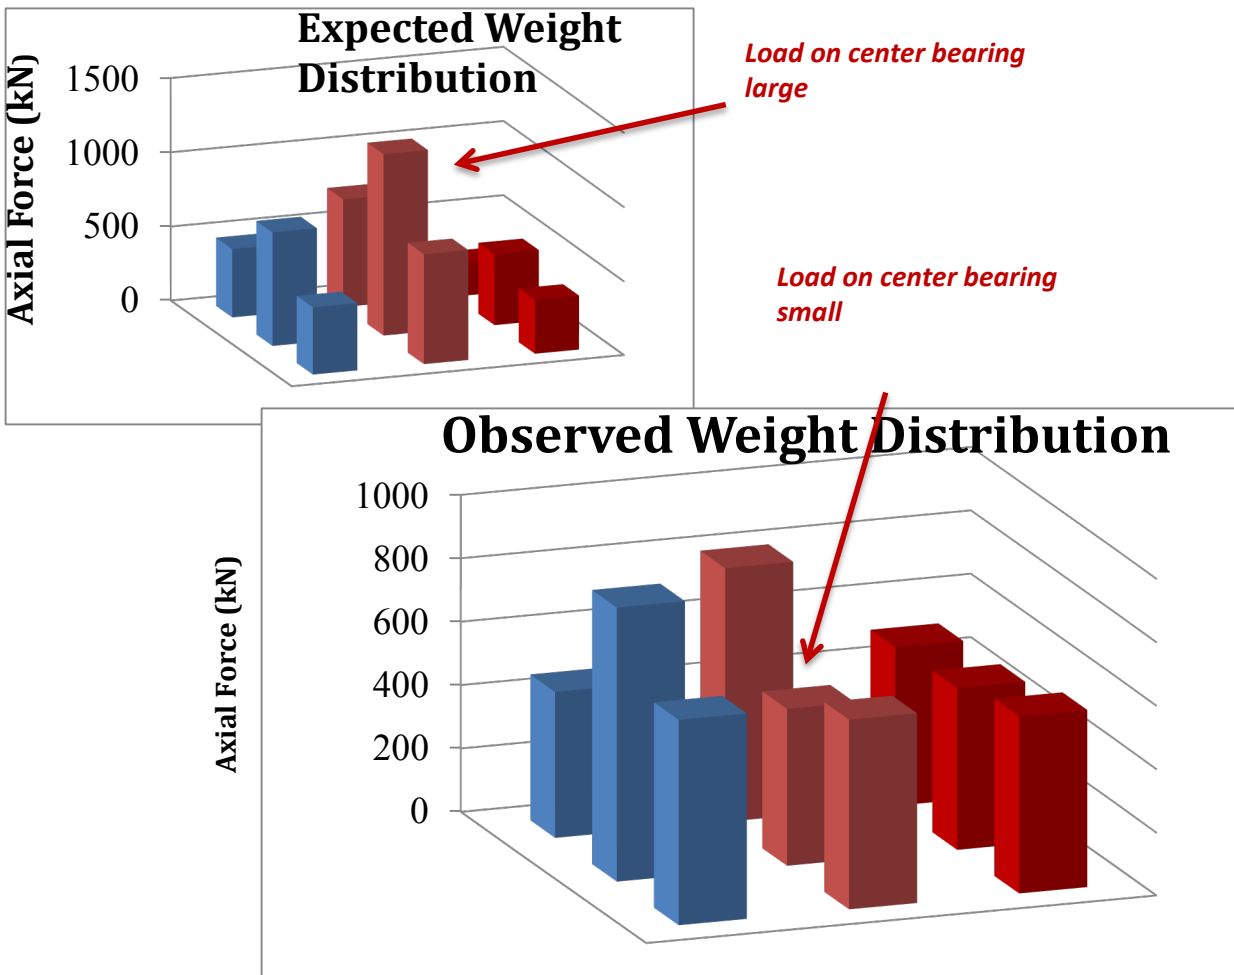 Expected Weight
Distribution
Axial Force (kN)
1500
1000
500
0
Load on center bearing
large
Load on center bearing
small
Observed Weight Distribution
Axial Force (kN)
1000
800
600
400
200
0